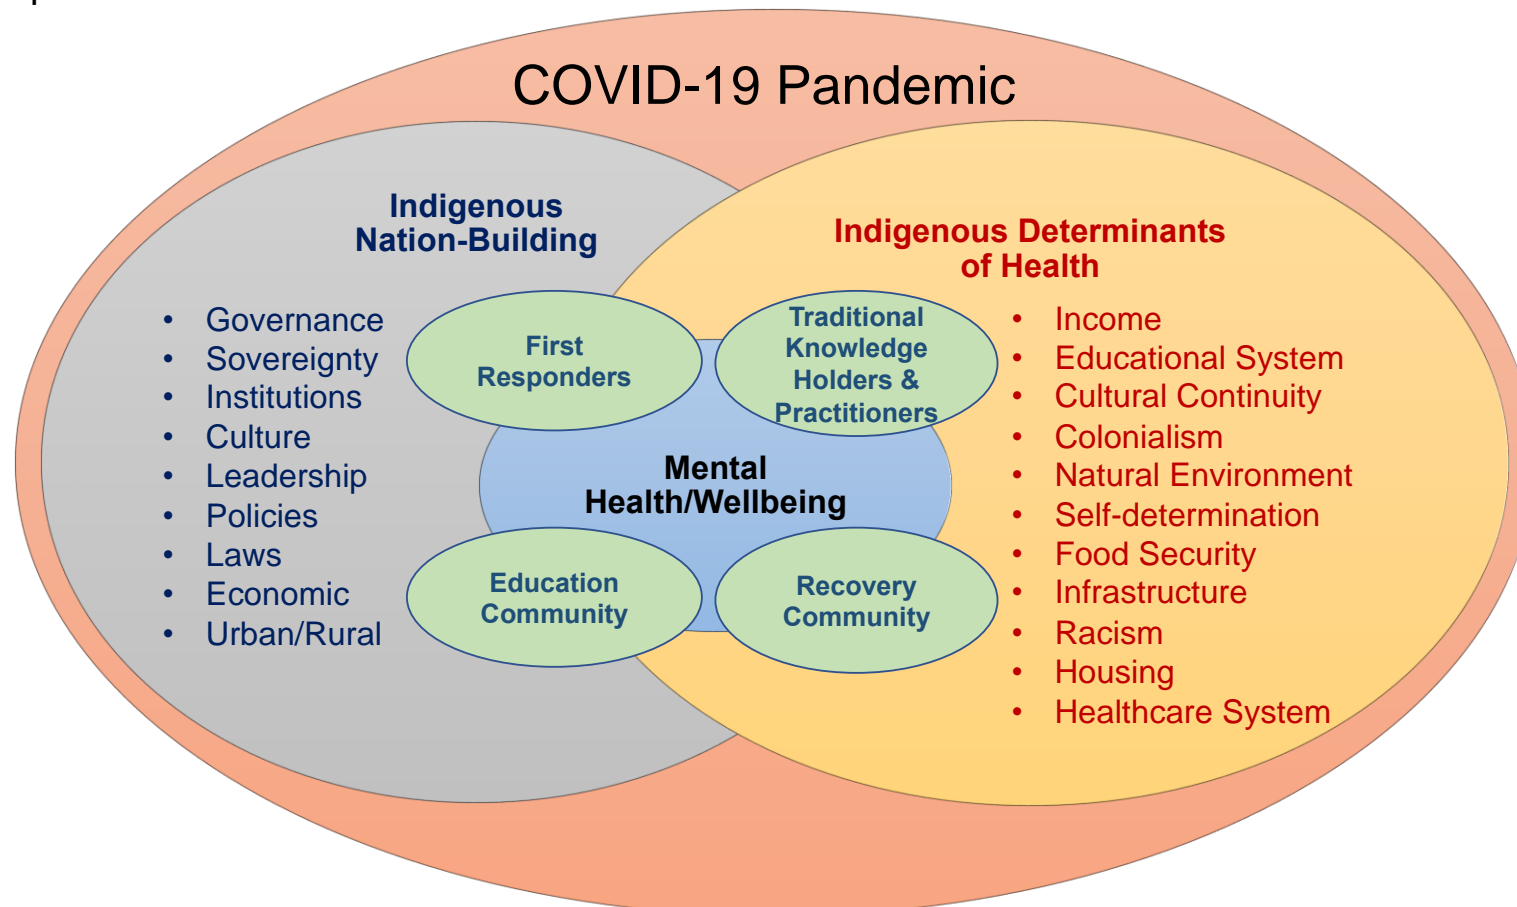 COVID-19 Pandemic
Indigenous
Nation-Building
• Governance
• Sovereignty
• Institutions
• Culture
• Leadership
• Policies
• Laws
• Economic
• Urban/Rural
First
Responders
Traditional
Knowledge
Holders &
Practitioners
Mental
Health/Wellbeing
Education
Community
Recovery
Community
Indigenous Determinants
of Health
• Income
• Educational System
• Cultural Continuity
• Colonialism
• Natural Environment
• Self-determination
• Food Security
• Infrastructure
• Racism
• Housing
• Healthcare System